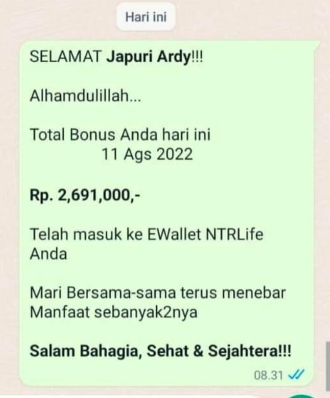 Hari ini
SELAMAT Japuri Ardy!!!
Alhamdulillah...
Total Bonus Anda hari ini
11 Ags 2022
Rp. 2,691,000,-
Telah masuk ke EWallet NTRLife
Anda
Mari Bersama-sama terus menebar
Manfaat sebanyak2nya
Salam Bahagia, Sehat & Sejahtera!!!
08.31